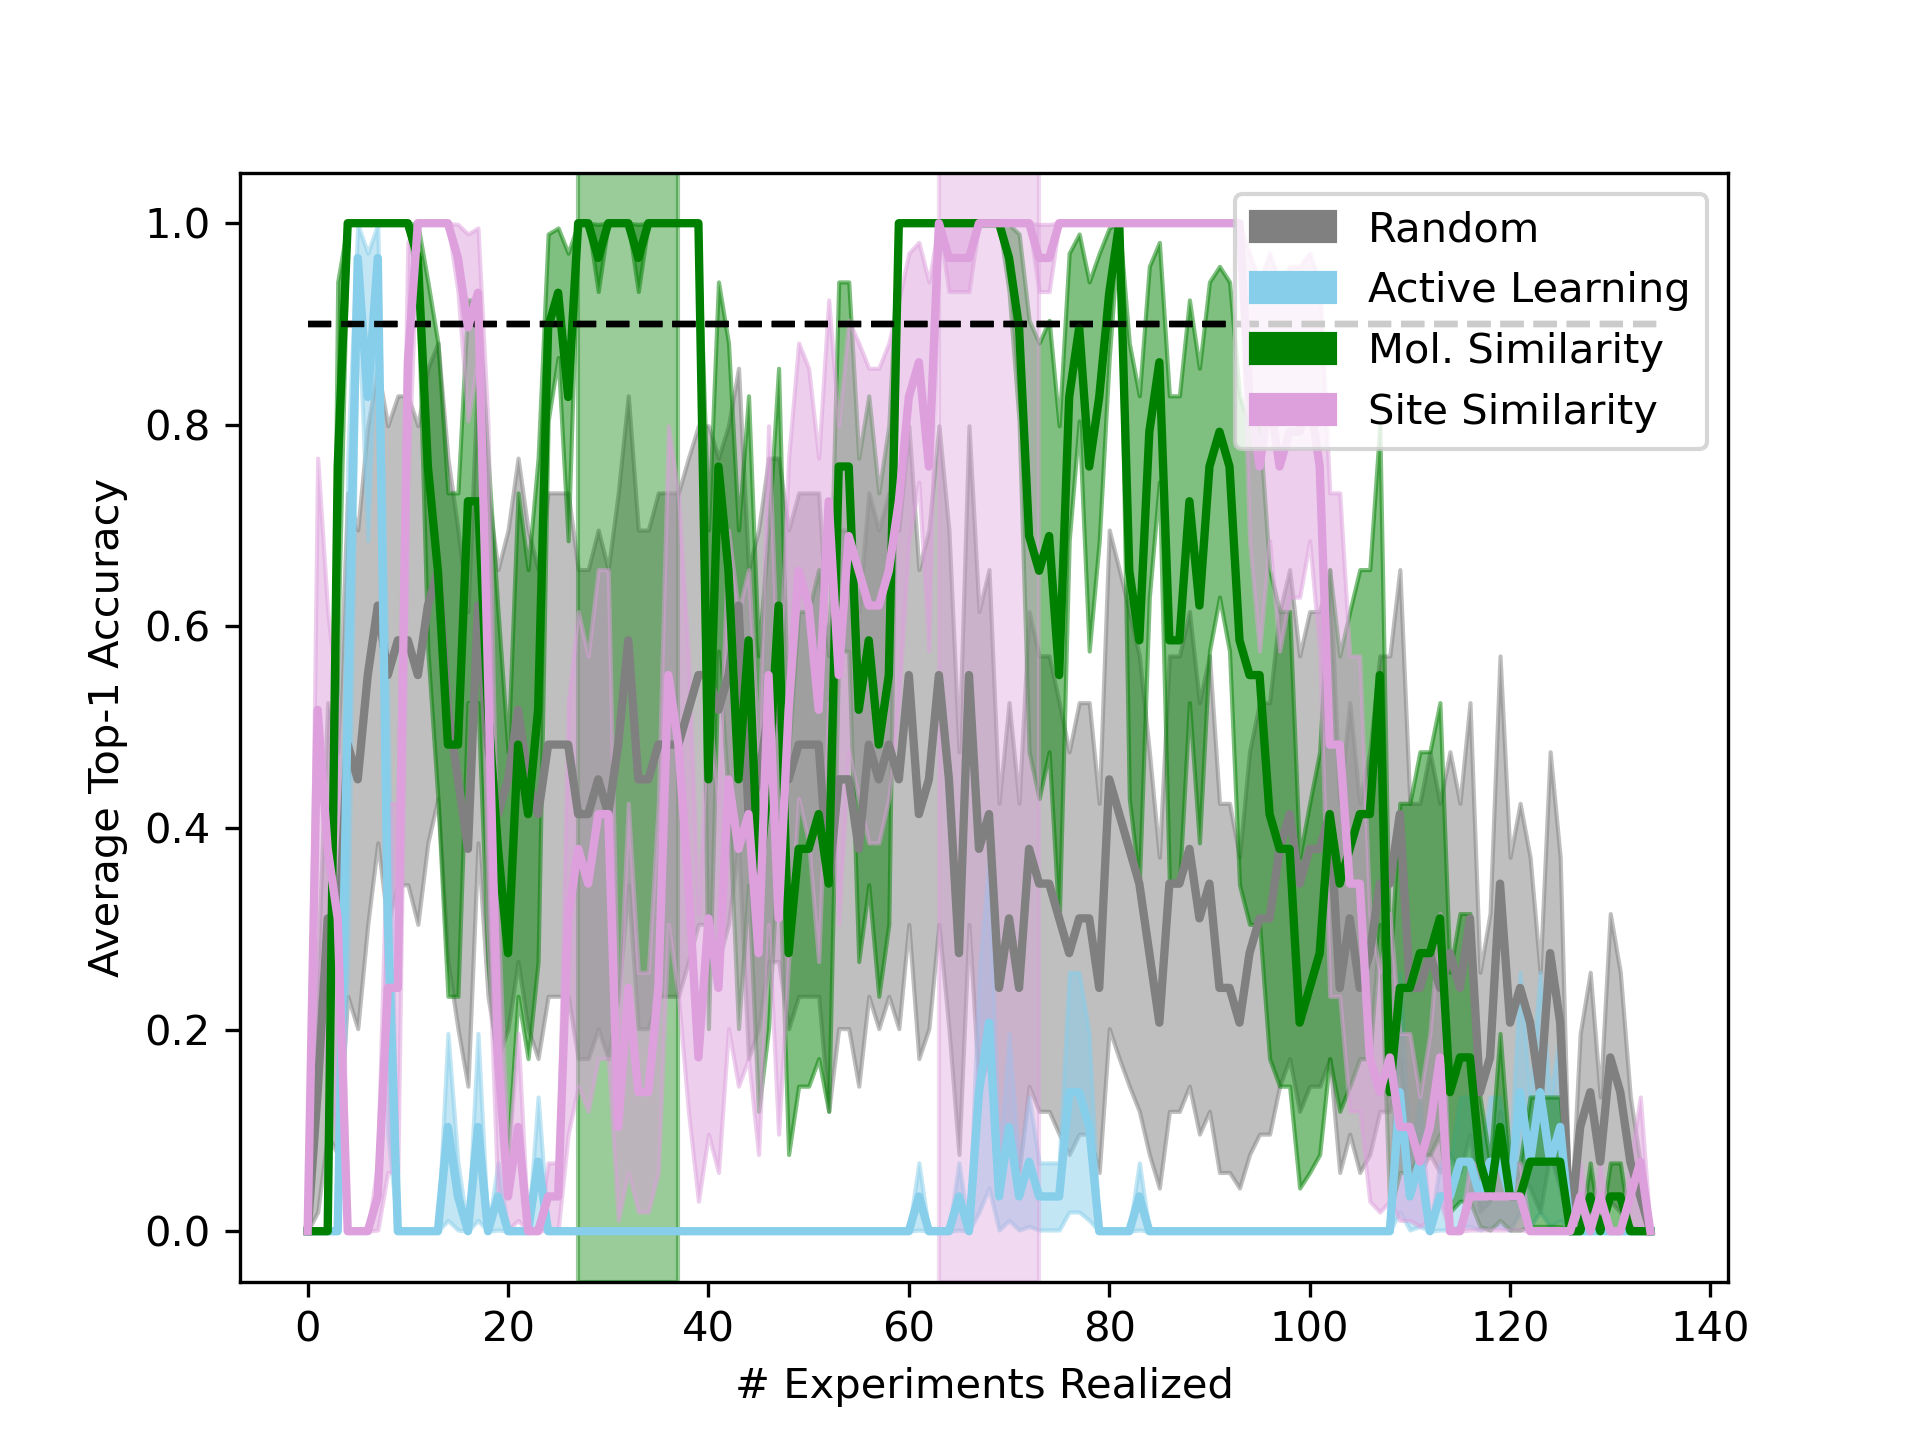 Average Top-1 Accuracy
1.0
0.8
0.6
0.4
0.2
0.0
Random
Active Learning
Mol. Similarity
Site Similarity
0 20 40 60 80 100 120 140
# Experiments Realized